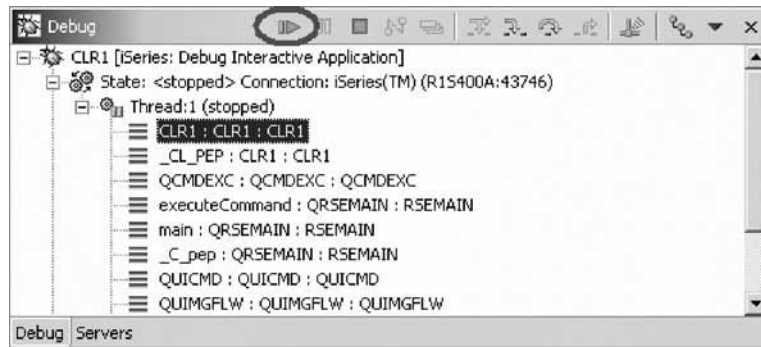 Debug
CLR1 [iSeries: Debug Interactive Application]
State: <stopped> Connection: iSeries(TM) (R1S400A:43746)
Thread:1 (stopped)
CLR1 : CLR1 : CLR1
_CL_PEP : CLR1 : CLR1
QCMDEXC : QCMDEXC : QCMDEXC
executeCommand : QRSEMAIN : RSEMAIN
main : QRSEMAIN : RSEMAIN
_C_pep : QRSEMAIN : RSEMAIN
QUICMD : QUICMD : QUICMD
QUIMGFLW : QUIMGFLW : QUIMGFLW
Debug Servers